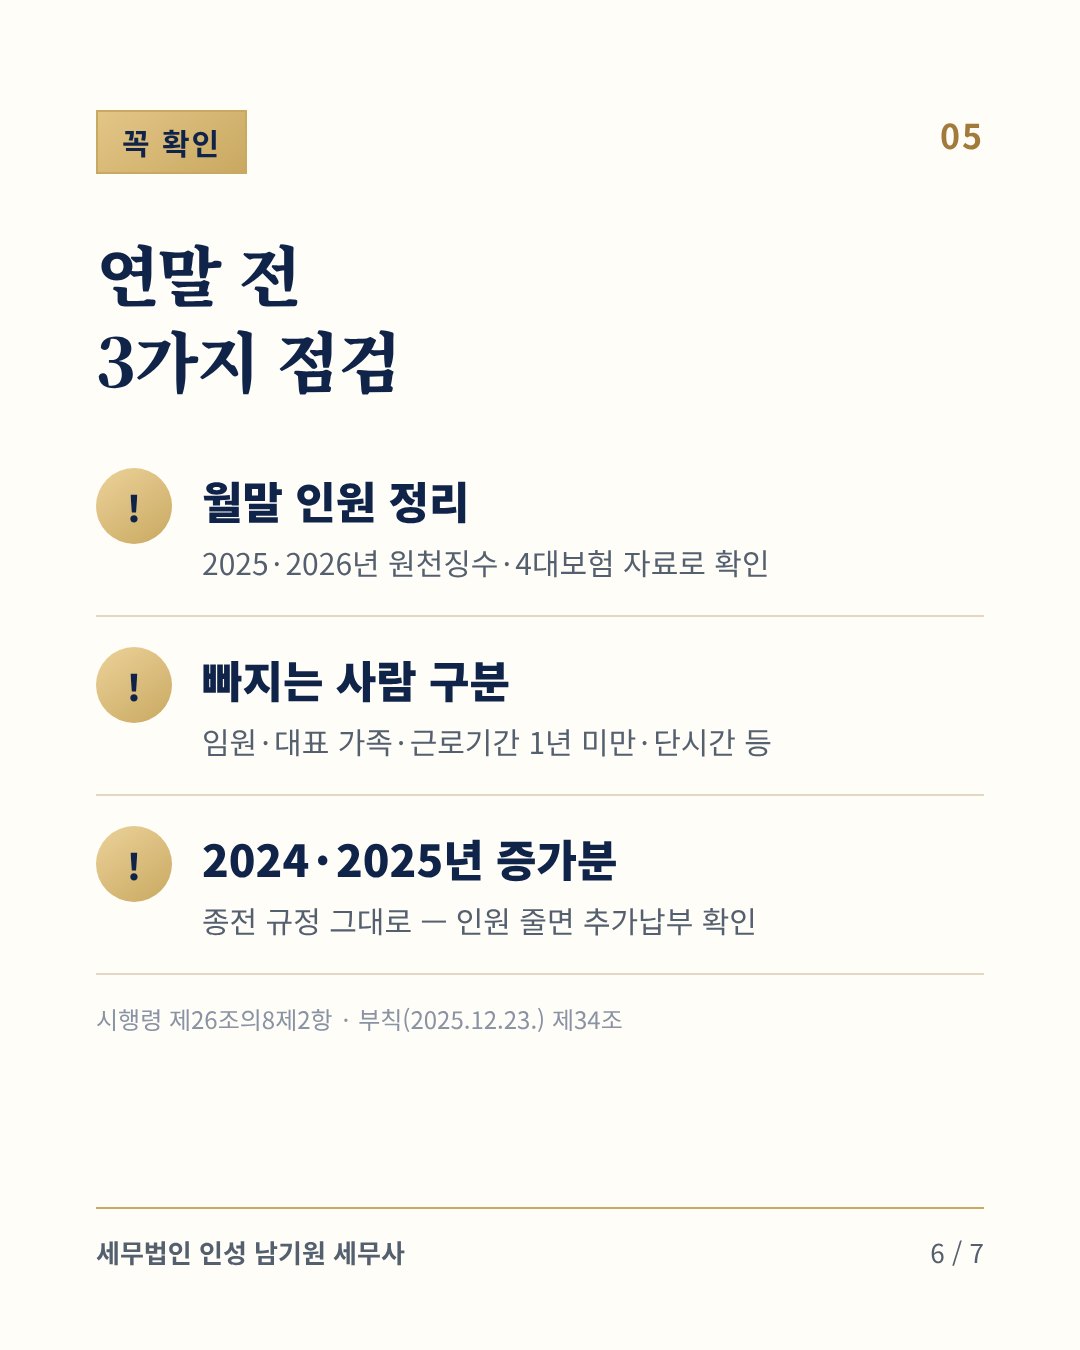 꼭 확인
05
연말 전
3가지 점검
!
월말 인원 정리
2025·2026년 원천징수·4대보험 자료로 확인
!
빠지는 사람 구분
임원·대표 가족·근로기간 1년 미만·단시간 등
!
2024·2025년 증가분
종전 규정 그대로 — 인원 줄면 추가납부 확인
시행령 제26조의8제2항 · 부칙(2025.12.23.) 제34조
세무법인 인성 남기원 세무사
6 / 7